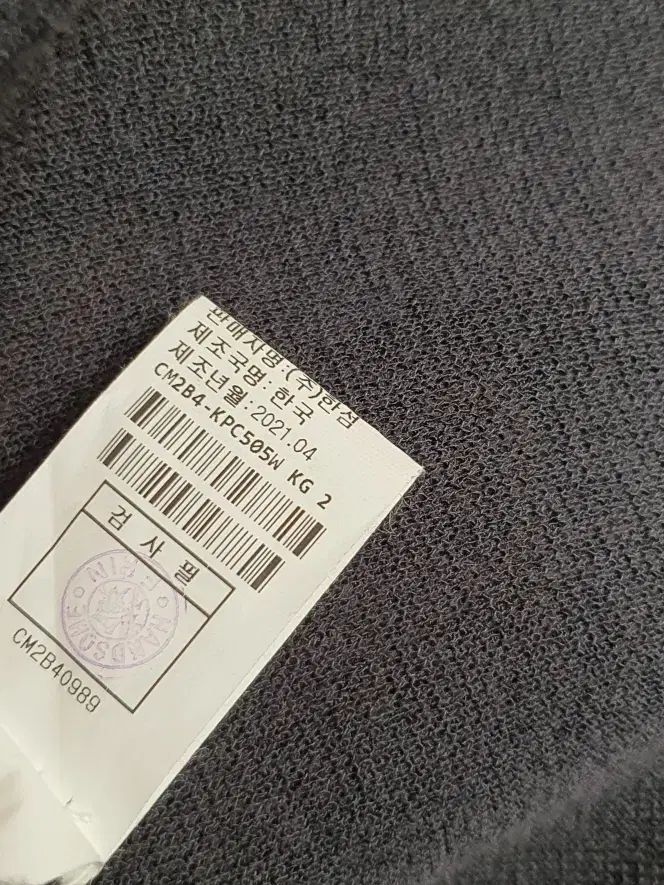 판매사명:(주)한섬
제조국명:한국
제조년월:2021.04
CM2B4-KPC505W KG 2
검사필
HANDSOME
CM2B40989